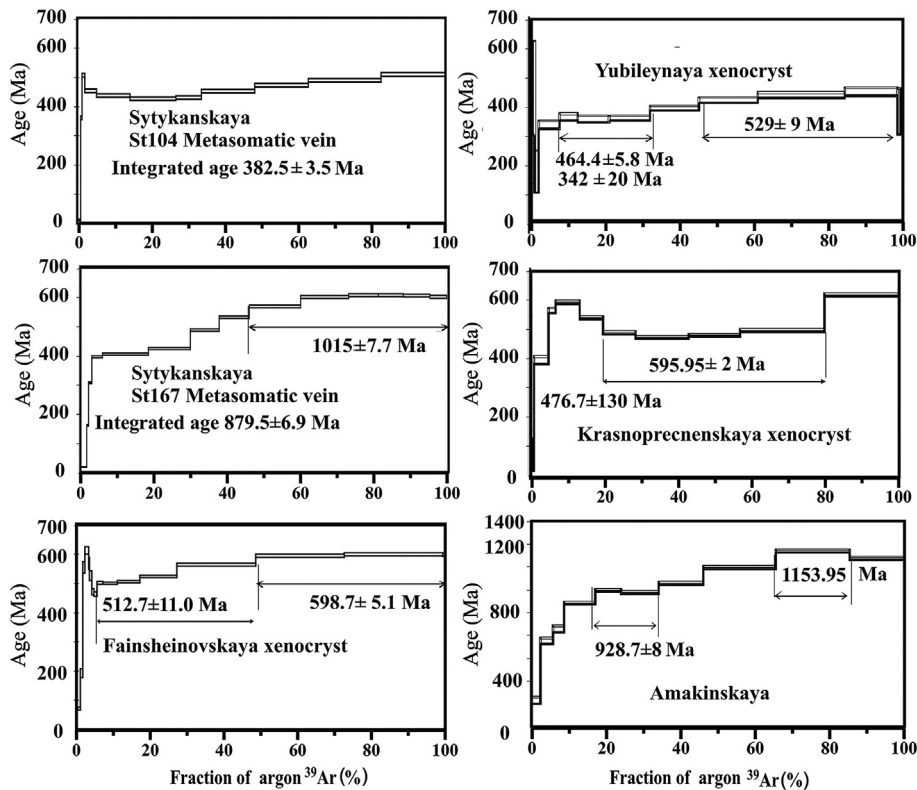 700
600
400
200
0
Age (Ma)
Sytykanskaya
St104 Metasomatic vein
Integrated age 382.5±3.5 Ma
0 20 40 60 80 100
700
600
400
200
0
Age (Ma)
Yubileynaya xenocryst
529± 9 Ma
464.4±5.8 Ma
342 ±20 Ma
0 20 40 60 80 100
700
600
400
200
0
Age (Ma)
1015±7.7 Ma
Sytykanskaya
St167 Metasomatic vein
Integrated age 879.5±6.9 Ma
0 20 40 60 80 100
700
600
400
200
0
Age (Ma)
595.95± 2 Ma
476.7±130 Ma
Krasnoprecnenskaya xenocryst
0 20 40 60 80 100
700
600
400
200
0
Age (Ma)
512.7±11.0 Ma
598.7± 5.1 Ma
Fainsheinovskaya xenocryst
0 20 40 60 80 100
Fraction of argon ³⁹Ar(%)
1400
1200
800
400
0
Age (Ma)
1153.95 Ma
928.7±8 Ma
Amakinskaya
0 20 40 60 80 100
Fraction of argon ³⁹Ar(%)